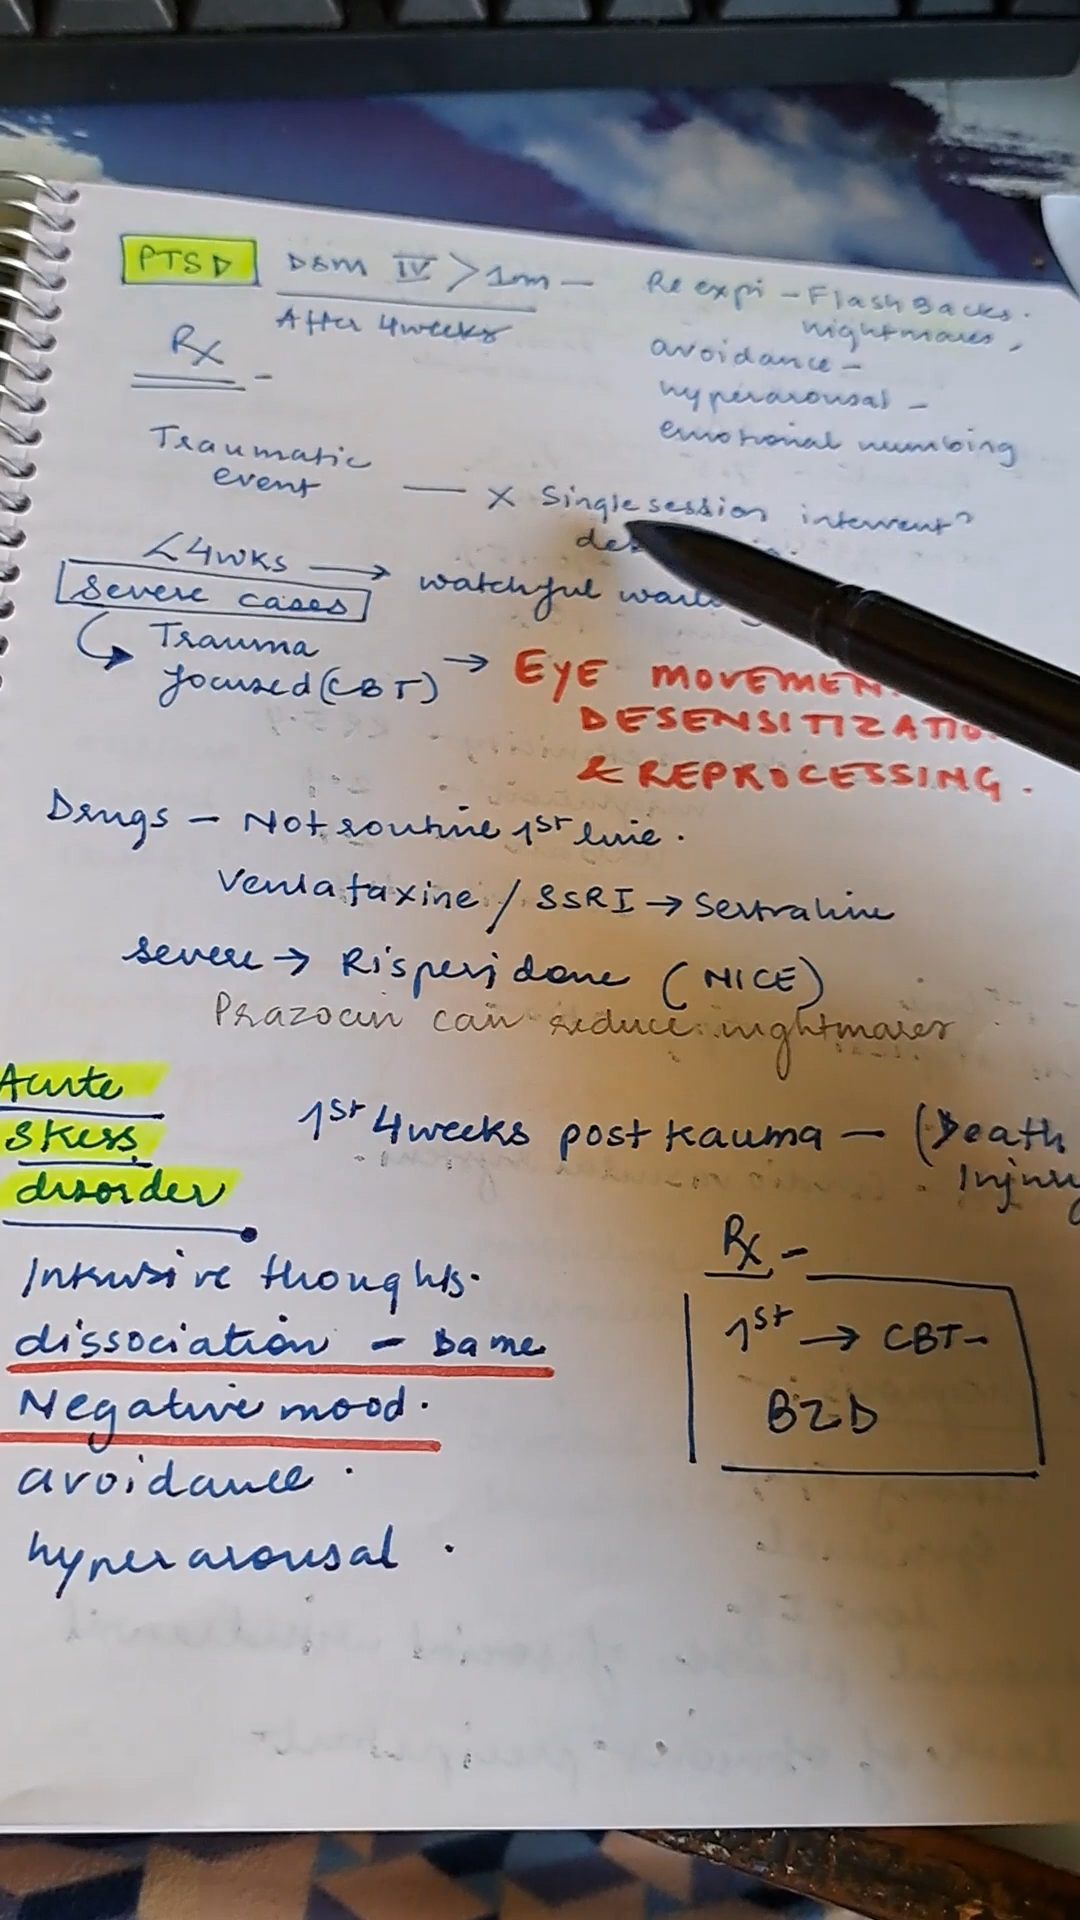 PTSD DSM IV > 1m — Re expi - Flash Backs.
nightmares,
After 4weeks
Rx -
avoidance -
hyperarousal -
emotional numbing
Traumatic
event — X Single session intervent?
<4wks → watchful
Severe cases
Trauma
focused (CBT) → EYE
DESENSITIZATIO
& REPROCESSING.
Drugs - Not routine 1st line.
Venlafaxine / SSRI → Sertraline
severe → Risperidone (NICE)
Prazocin can reduce nightmares
Acute
stress
disorder
1st 4weeks post trauma — (Death
Injury
Intrusive thoughts.
dissociation -
Negative mood.
avoidance.
hyperarousal.
Rx -
1st → CBT -
BZD